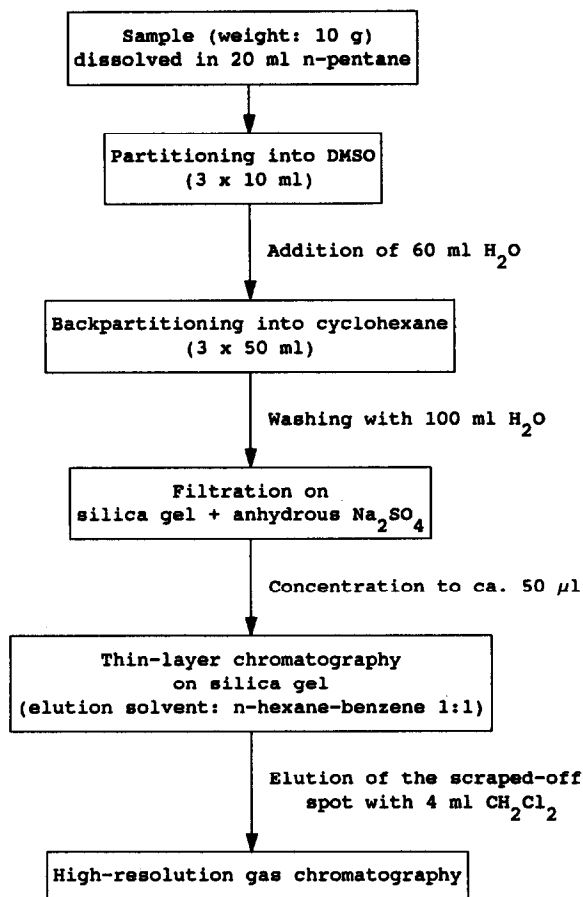 Sample (weight: 10 g)
dissolved in 20 ml n-pentane
Partitioning into DMSO
(3 x 10 ml)
Addition of 60 ml H2O
Backpartitioning into cyclohexane
(3 x 50 ml)
Washing with 100 ml H2O
Filtration on
silica gel + anhydrous Na2SO4
Concentration to ca. 50 μl
Thin-layer chromatography
on silica gel
(elution solvent: n-hexane-benzene 1:1)
Elution of the scraped-off
spot with 4 ml CH2Cl2
High-resolution gas chromatography